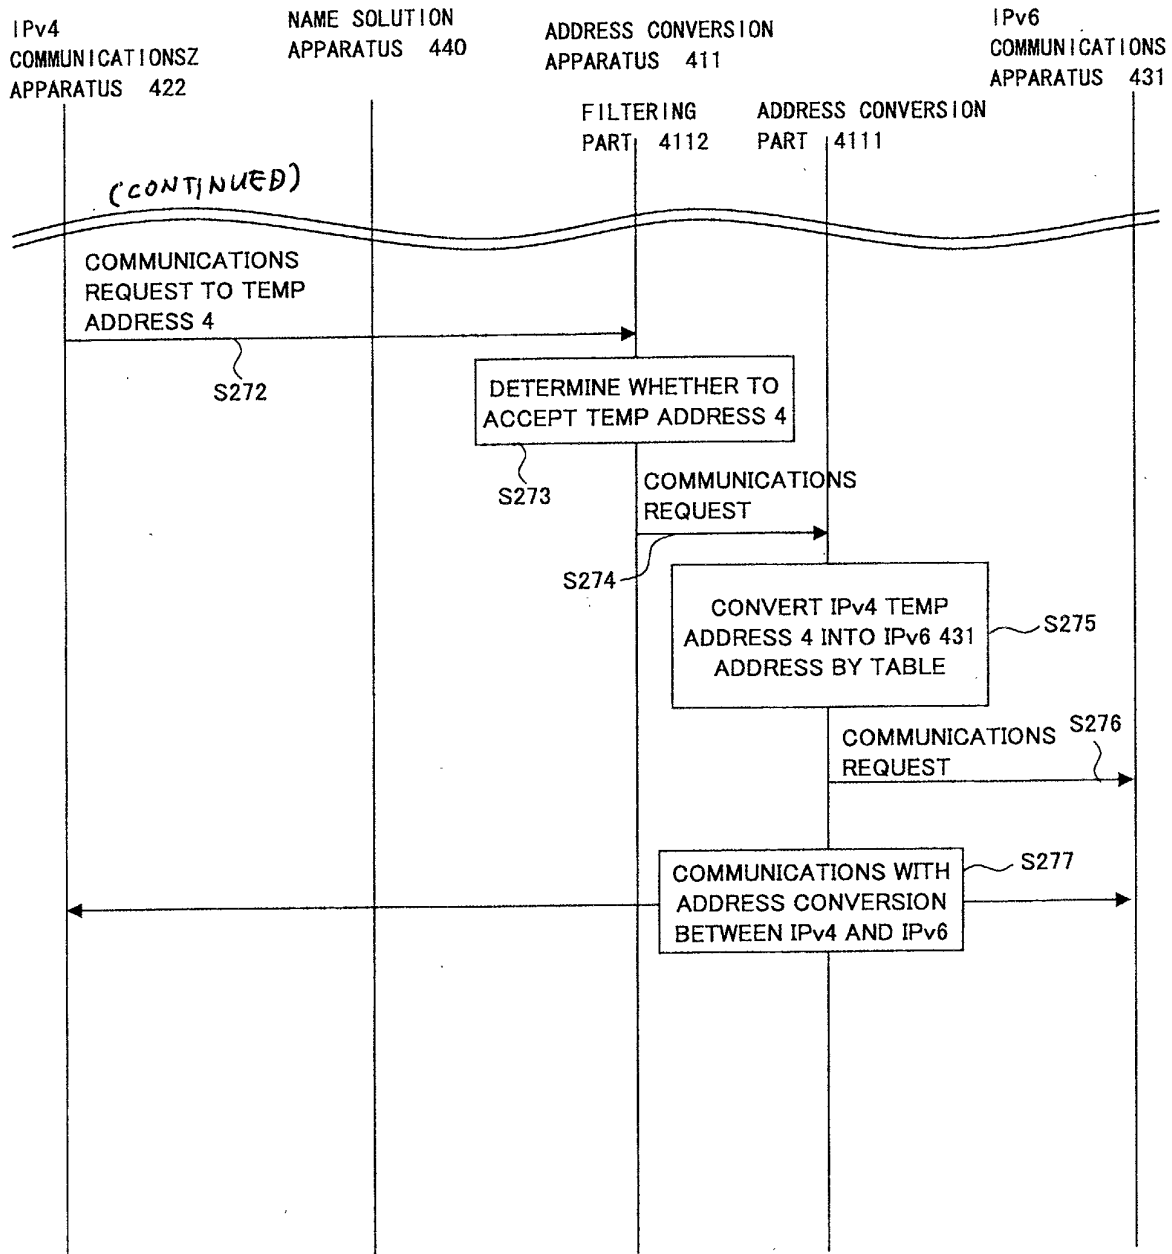 IPv4
COMMUNICATIONSZ
APPARATUS 422
NAME SOLUTION
APPARATUS 440
ADDRESS CONVERSION
APPARATUS 411
IPv6
COMMUNICATIONS
APPARATUS 431
FILTERING
PART 4112
ADDRESS CONVERSION
PART 4111
(CONTINUED)
COMMUNICATIONS
REQUEST TO TEMP
ADDRESS 4
S272
DETERMINE WHETHER TO
ACCEPT TEMP ADDRESS 4
S273
COMMUNICATIONS
REQUEST
S274
CONVERT IPv4 TEMP
ADDRESS 4 INTO IPv6 431
ADDRESS BY TABLE
S275
COMMUNICATIONS
REQUEST
S276
COMMUNICATIONS WITH
ADDRESS CONVERSION
BETWEEN IPv4 AND IPv6
S277